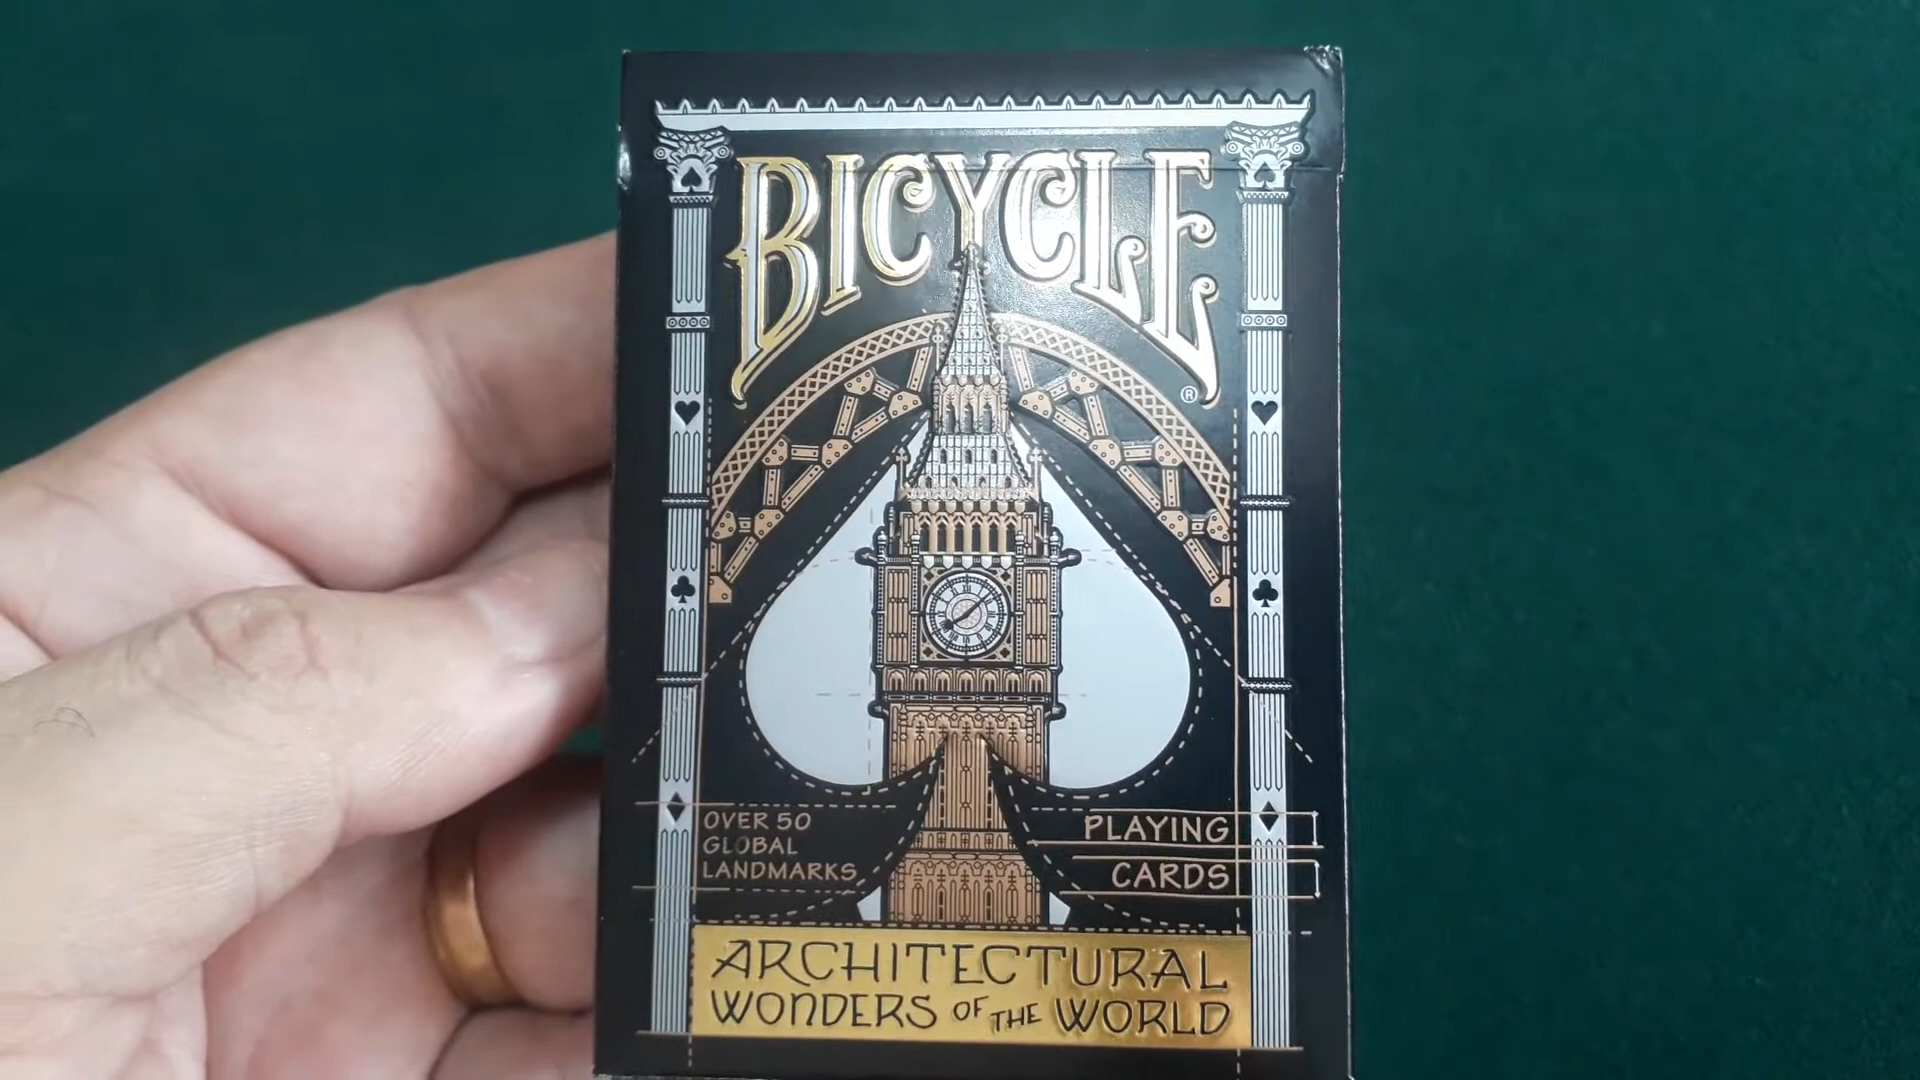 BICYCLE
®
OVER 50
GLOBAL
LANDMARKS
PLAYING
CARDS
ARCHITECTURAL
WONDERS OF THE WORLD